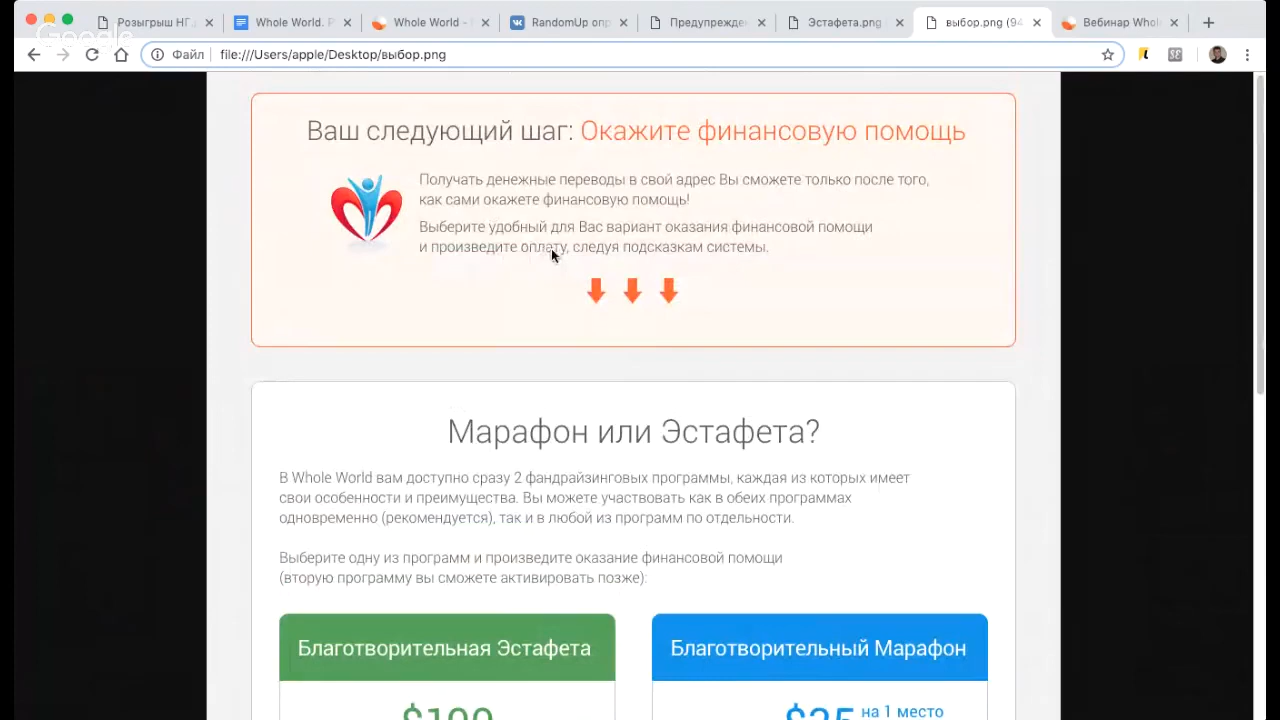 Google
Розыгрыш НГ
Whole World. P
Whole World -
RandomUp опр
Предупрежде
Эстафета.png
выбор.png (94
Вебинар Whol
Файл
file:///Users/apple/Desktop/выбор.png
Ваш следующий шаг: Окажите финансовую помощь
Получать денежные переводы в свой адрес Вы сможете только после того,
как сами окажете финансовую помощь!
Выберите удобный для Вас вариант оказания финансовой помощи
и произведите оплату, следуя подсказкам системы.
Марафон или Эстафета?
В Whole World вам доступно сразу 2 фандрайзинговых программы, каждая из которых имеет
свои особенности и преимущества. Вы можете участвовать как в обеих программах
одновременно (рекомендуется), так и в любой из программ по отдельности.
Выберите одну из программ и произведите оказание финансовой помощи
(вторую программу вы сможете активировать позже):
Благотворительная Эстафета
Благотворительный Марафон
$100
$25 на 1 место